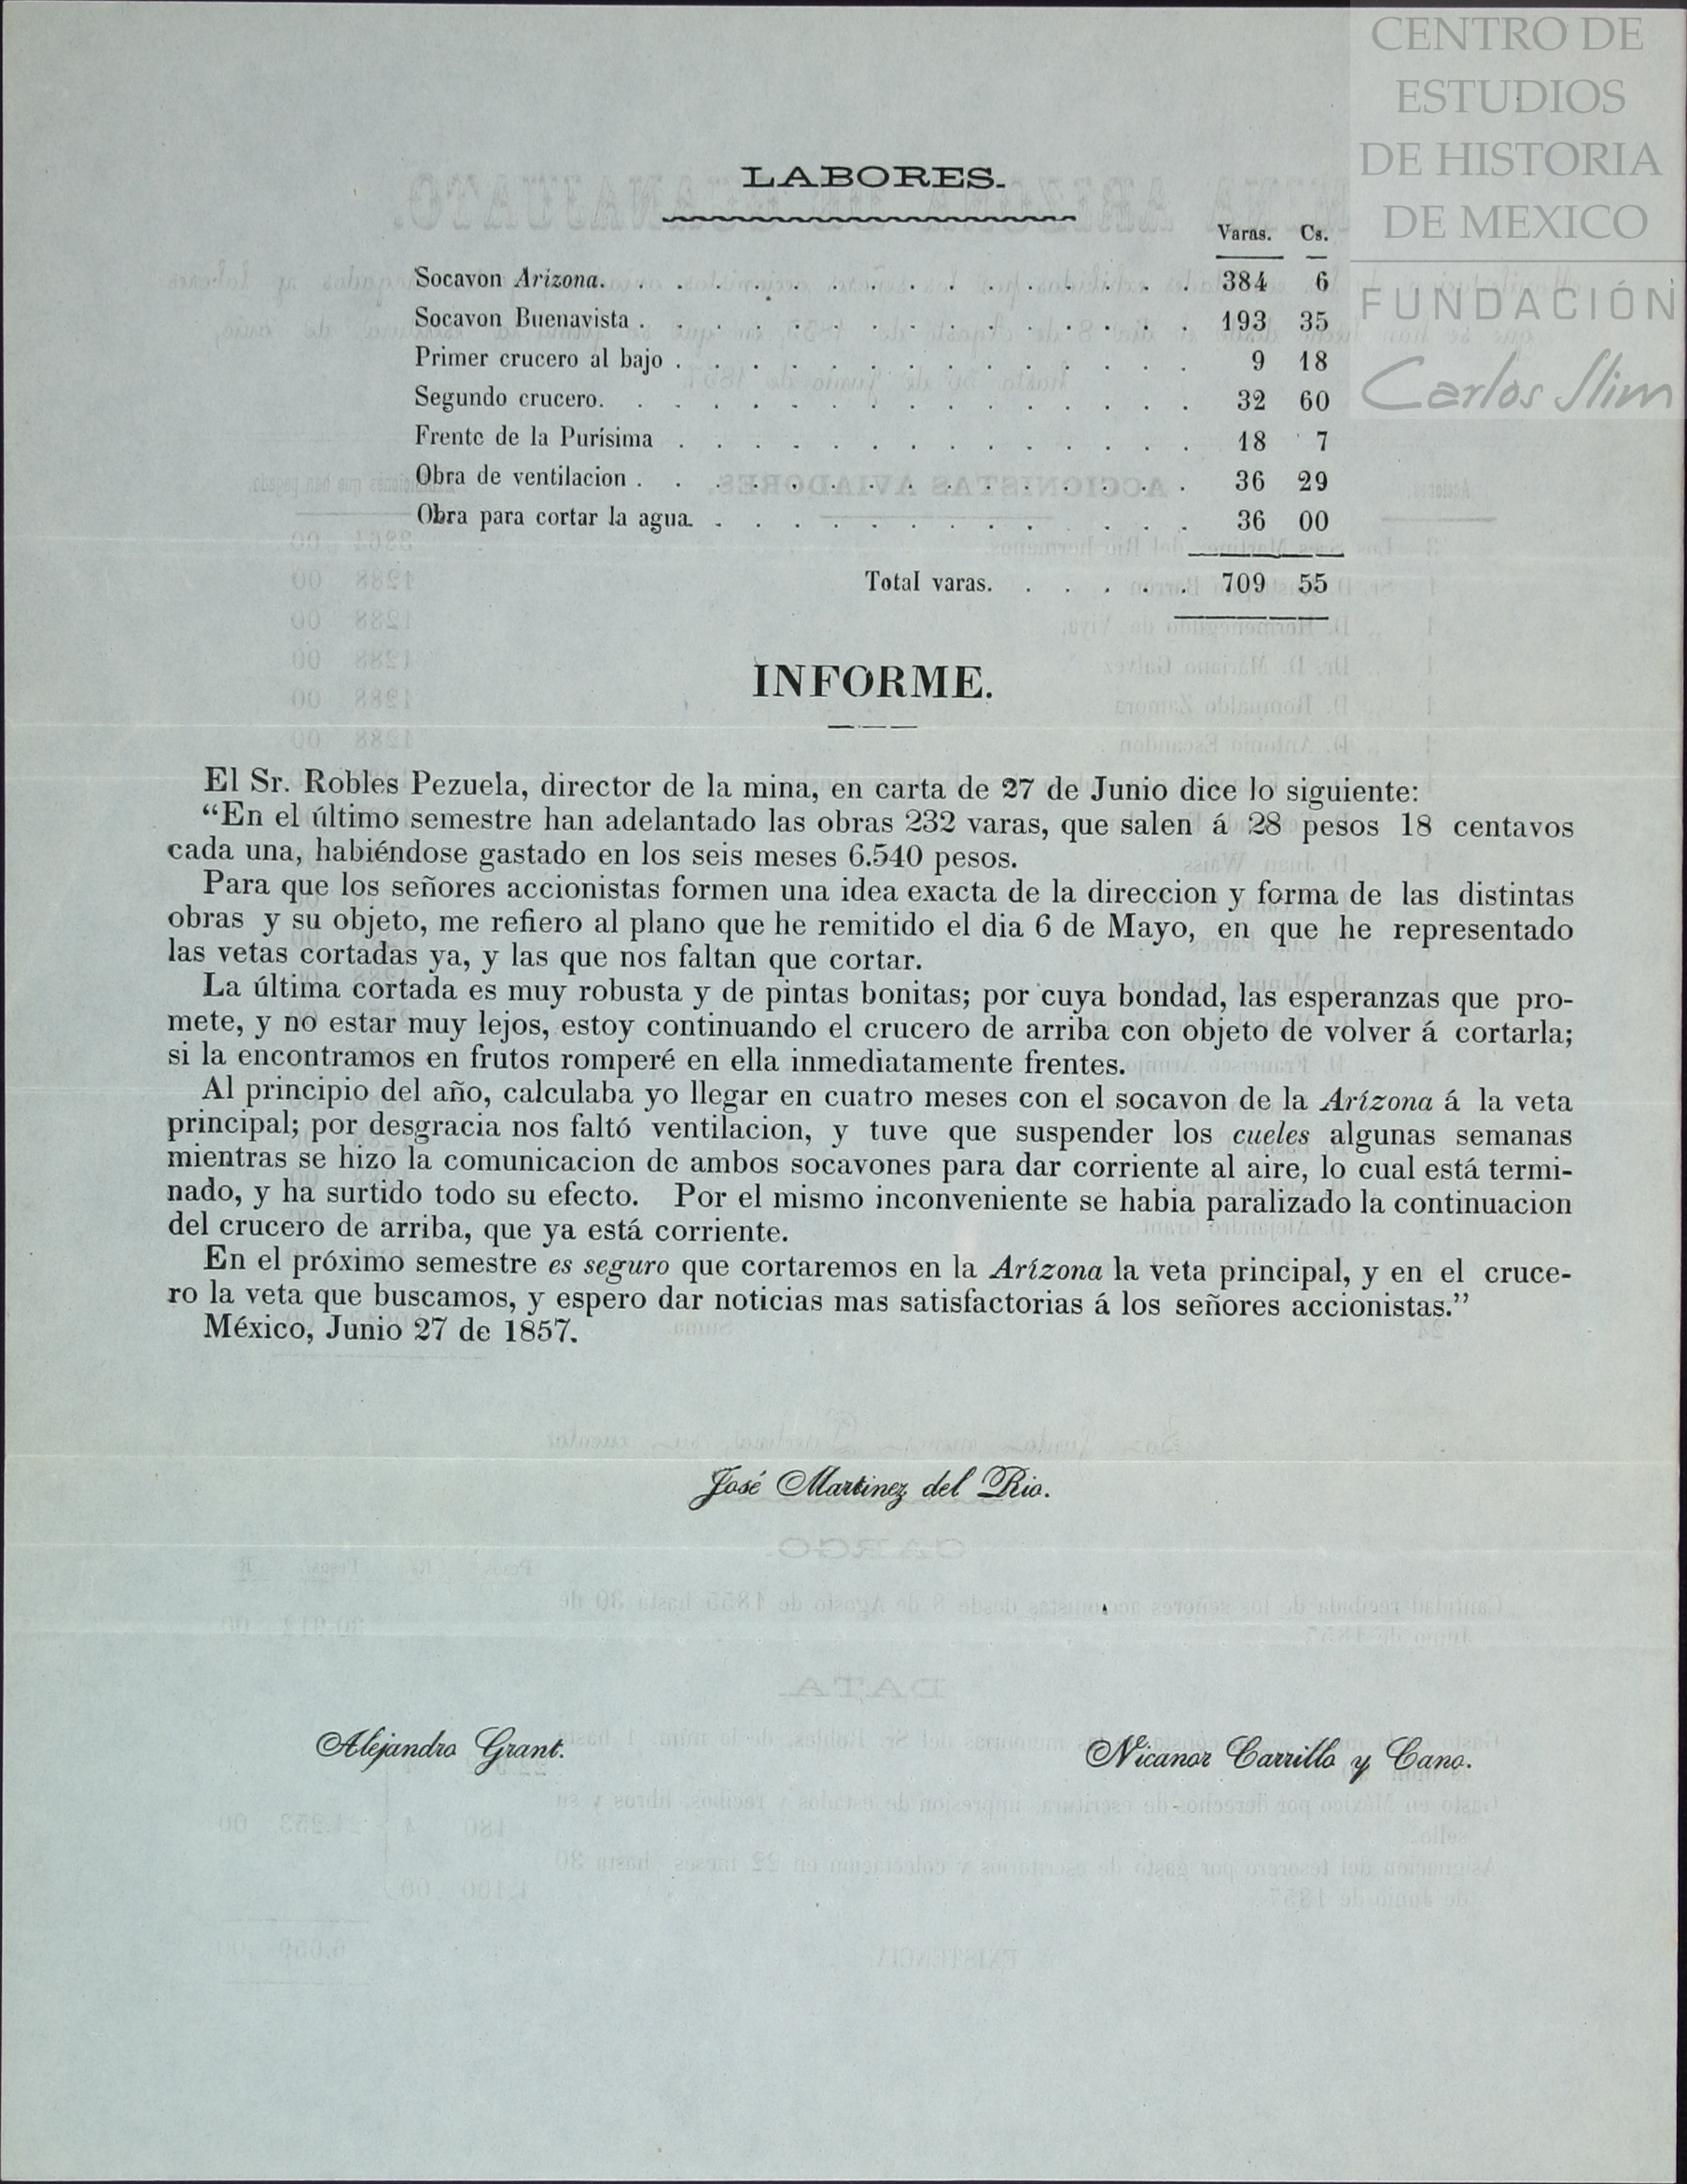 CENTRO DE
ESTUDIOS
DE HISTORIA
DE MEXICO
FUNDACIÓN
Carlos Slim
LABORES.
Varas. Cs.
Socavon Arizona. . . . . . . . . . . . . . . . 384 6
Socavon Buenavista . . . . . . . . . . . . . . . 193 35
Primer crucero al bajo . . . . . . . . . . . . . . 9 18
Segundo crucero. . . . . . . . . . . . . . . . 32 60
Frente de la Purísima . . . . . . . . . . . . . . 18 7
Obra de ventilacion . . . . . . . . . . . . . . . 36 29
Obra para cortar la agua. . . . . . . . . . . . . 36 00
Total varas. . . . . . 709 55
INFORME.
El Sr. Robles Pezuela, director de la mina, en carta de 27 de Junio dice lo siguiente:
“En el último semestre han adelantado las obras 232 varas, que salen á 28 pesos 18 centavos
cada una, habiéndose gastado en los seis meses 6.540 pesos.
Para que los señores accionistas formen una idea exacta de la direccion y forma de las distintas
obras y su objeto, me refiero al plano que he remitido el dia 6 de Mayo, en que he representado
las vetas cortadas ya, y las que nos faltan que cortar.
La última cortada es muy robusta y de pintas bonitas; por cuya bondad, las esperanzas que pro-
mete, y no estar muy lejos, estoy continuando el crucero de arriba con objeto de volver á cortarla;
si la encontramos en frutos romperé en ella inmediatamente frentes.
Al principio del año, calculaba yo llegar en cuatro meses con el socavon de la Arízona á la veta
principal; por desgracia nos faltó ventilacion, y tuve que suspender los cueles algunas semanas
mientras se hizo la comunicacion de ambos socavones para dar corriente al aire, lo cual está termi-
nado, y ha surtido todo su efecto. Por el mismo inconveniente se habia paralizado la continuacion
del crucero de arriba, que ya está corriente.
En el próximo semestre es seguro que cortaremos en la Arízona la veta principal, y en el cruce-
ro la veta que buscamos, y espero dar noticias mas satisfactorias á los señores accionistas.”
México, Junio 27 de 1857.
José Martinez del Rio.
Alejandro Grant.
Nicanor Carrillo y Cano.